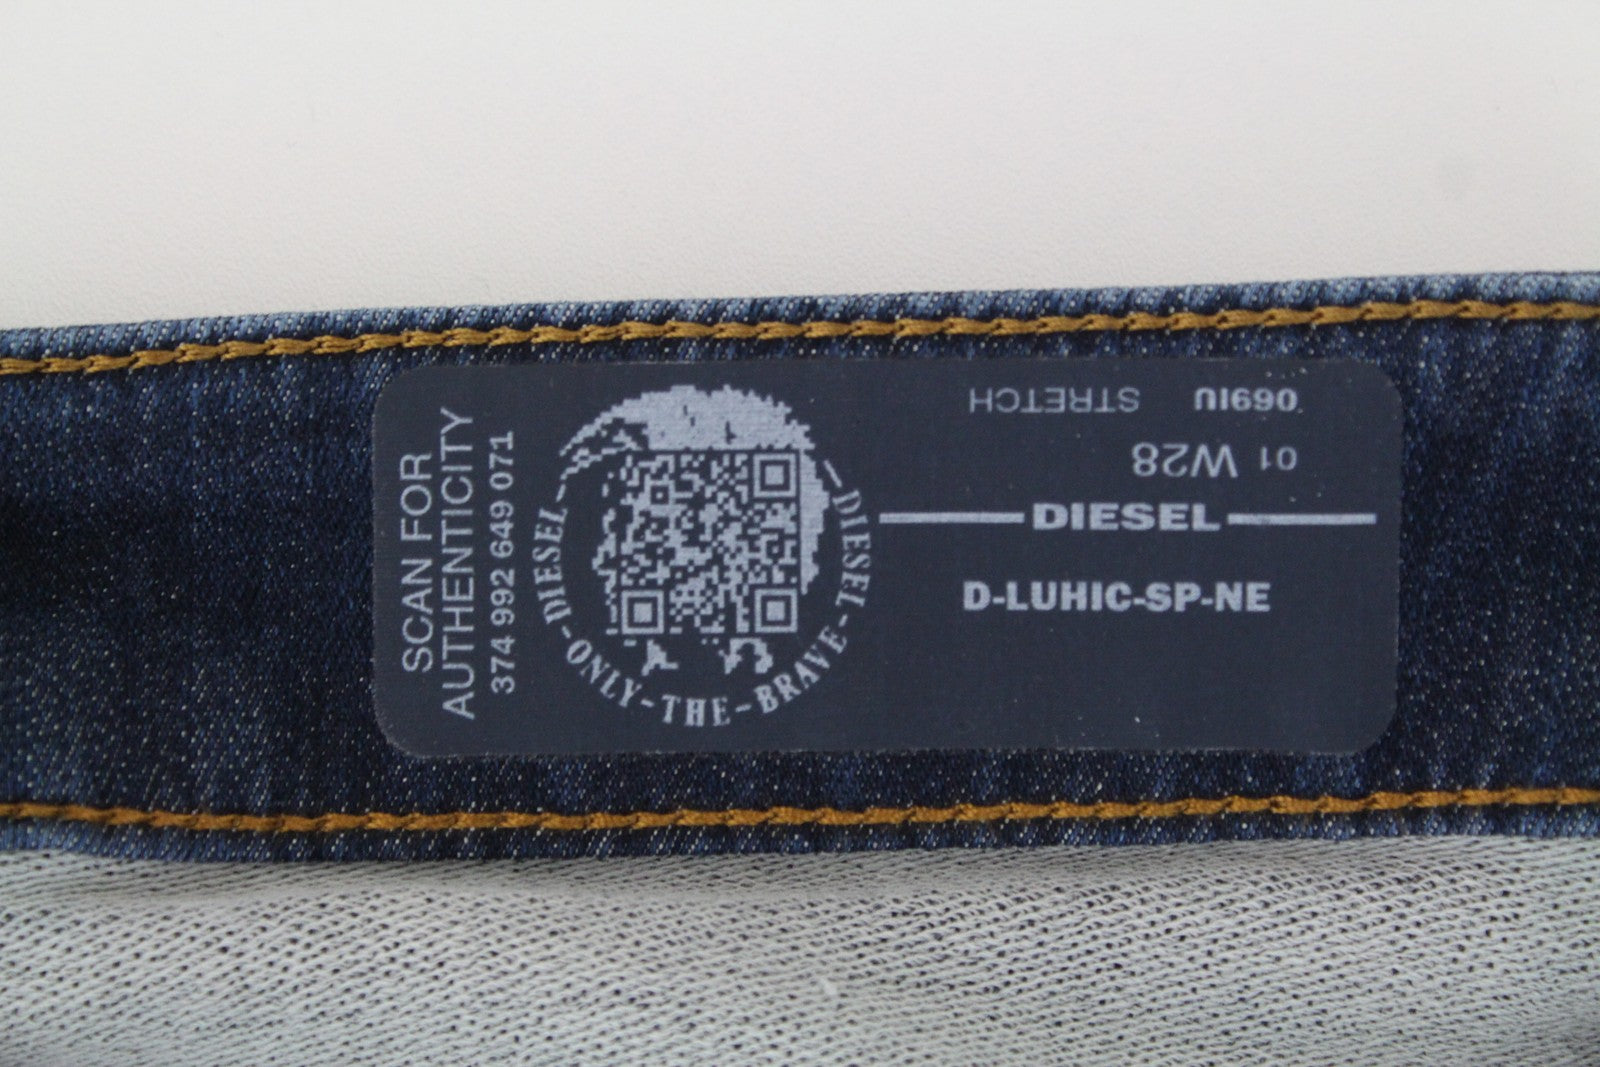 SCAN FOR
AUTHENTICITY
374 992 649 071
DIESEL-ONLY-THE-BRAVE-DIESEL
01 W28
069IU STRETCH
DIESEL
D-LUHIC-SP-NE